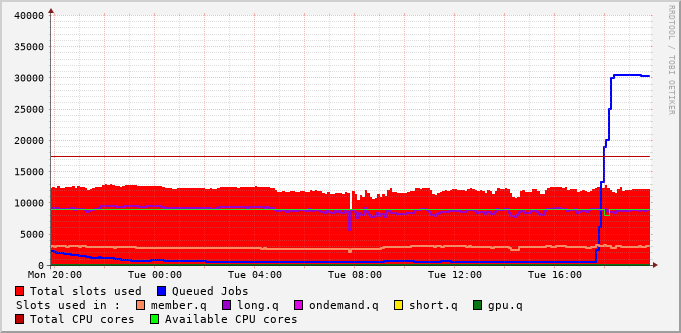 40000
35000
30000
25000
20000
15000
10000
5000
0
Mon 20:00 Tue 00:00 Tue 04:00 Tue 08:00 Tue 12:00 Tue 16:00
Total slots used Queued Jobs
Slots used in : member.q long.q ondemand.q short.q gpu.q
Total CPU cores Available CPU cores
RRDTOOL / TOBI OETIKER